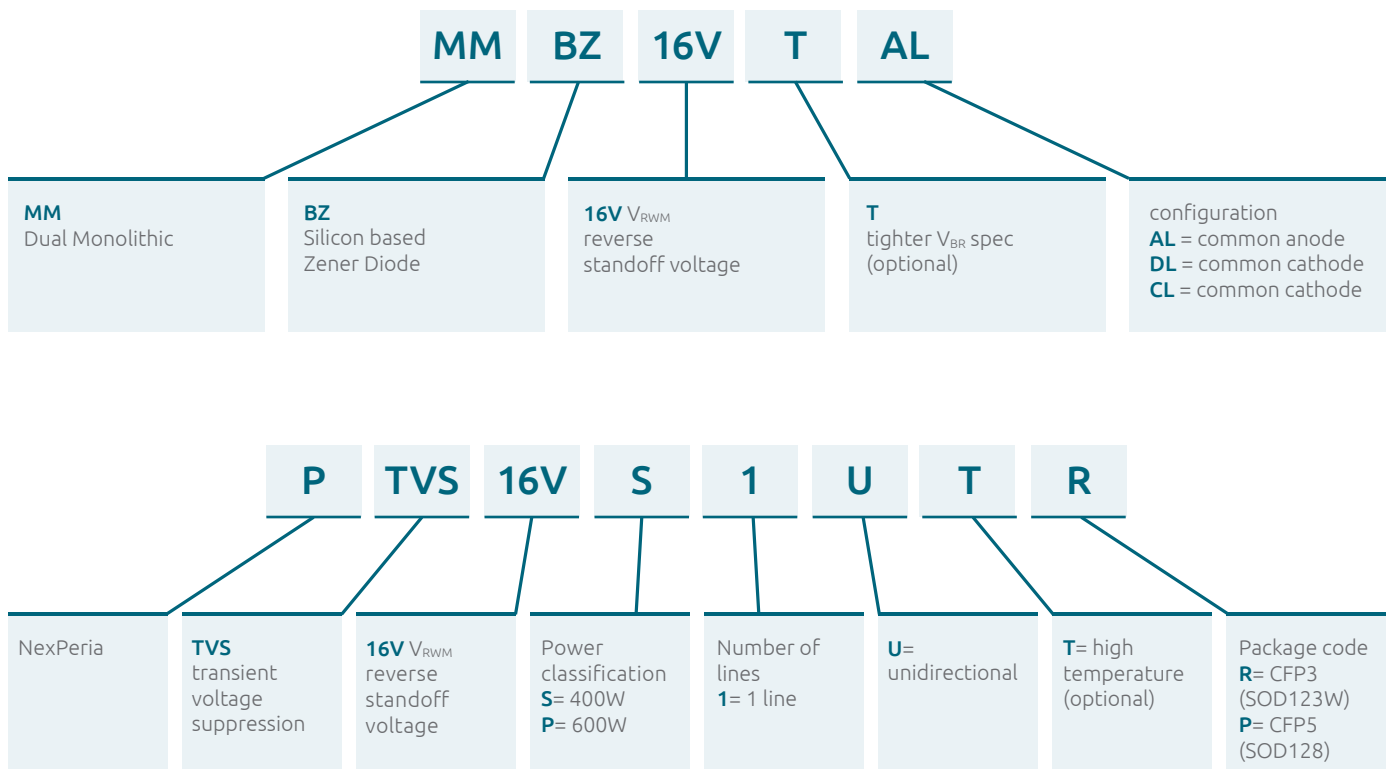 MM BZ 16V T AL
MM
Dual Monolithic
BZ
Silicon based
Zener Diode
16V VRWM
reverse
standoff voltage
T
tighter VBR spec
(optional)
configuration
AL = common anode
DL = common cathode
CL = common cathode
P TVS 16V S 1 U T R
NexPeria
TVS
transient
voltage
suppression
16V VRWM
reverse
standoff
voltage
Power
classification
S= 400W
P= 600W
Number of
lines
1= 1 line
U=
unidirectional
T= high
temperature
(optional)
Package code
R= CFP3
(SOD123W)
P= CFP5
(SOD128)